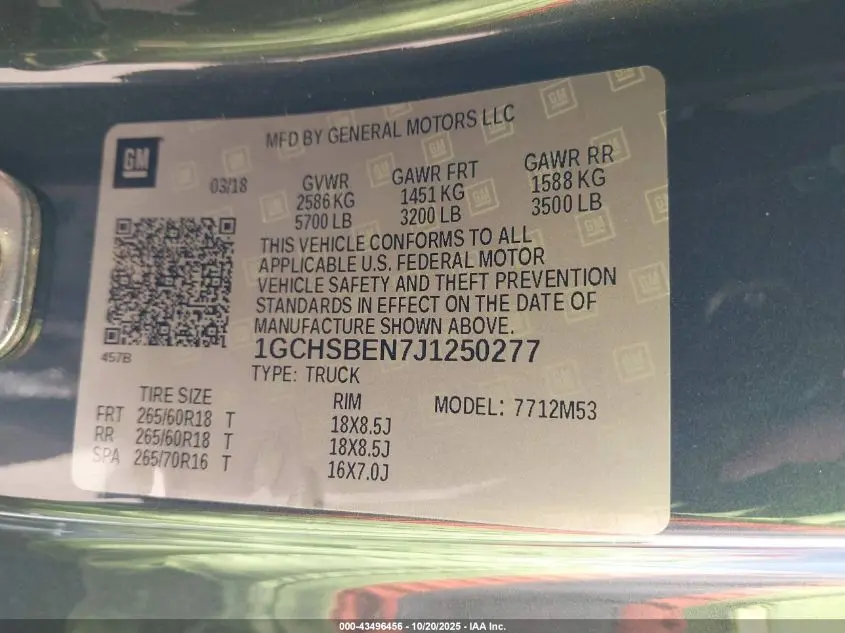 MFD BY GENERAL MOTORS LLC
GM
03/18
GVWR GAWR FRT GAWR RR
2586 KG 1451 KG 1588 KG
5700 LB 3200 LB 3500 LB
THIS VEHICLE CONFORMS TO ALL
APPLICABLE U.S. FEDERAL MOTOR
VEHICLE SAFETY AND THEFT PREVENTION
STANDARDS IN EFFECT ON THE DATE OF
MANUFACTURE SHOWN ABOVE.
457B
1GCHSBEN7J1250277
TYPE: TRUCK
TIRE SIZE RIM MODEL: 7712M53
FRT 265/60R18 T 18X8.5J
RR 265/60R18 T 18X8.5J
SPA 265/70R16 T 16X7.0J
000-43496456 - 10/20/2025 - IAA Inc.